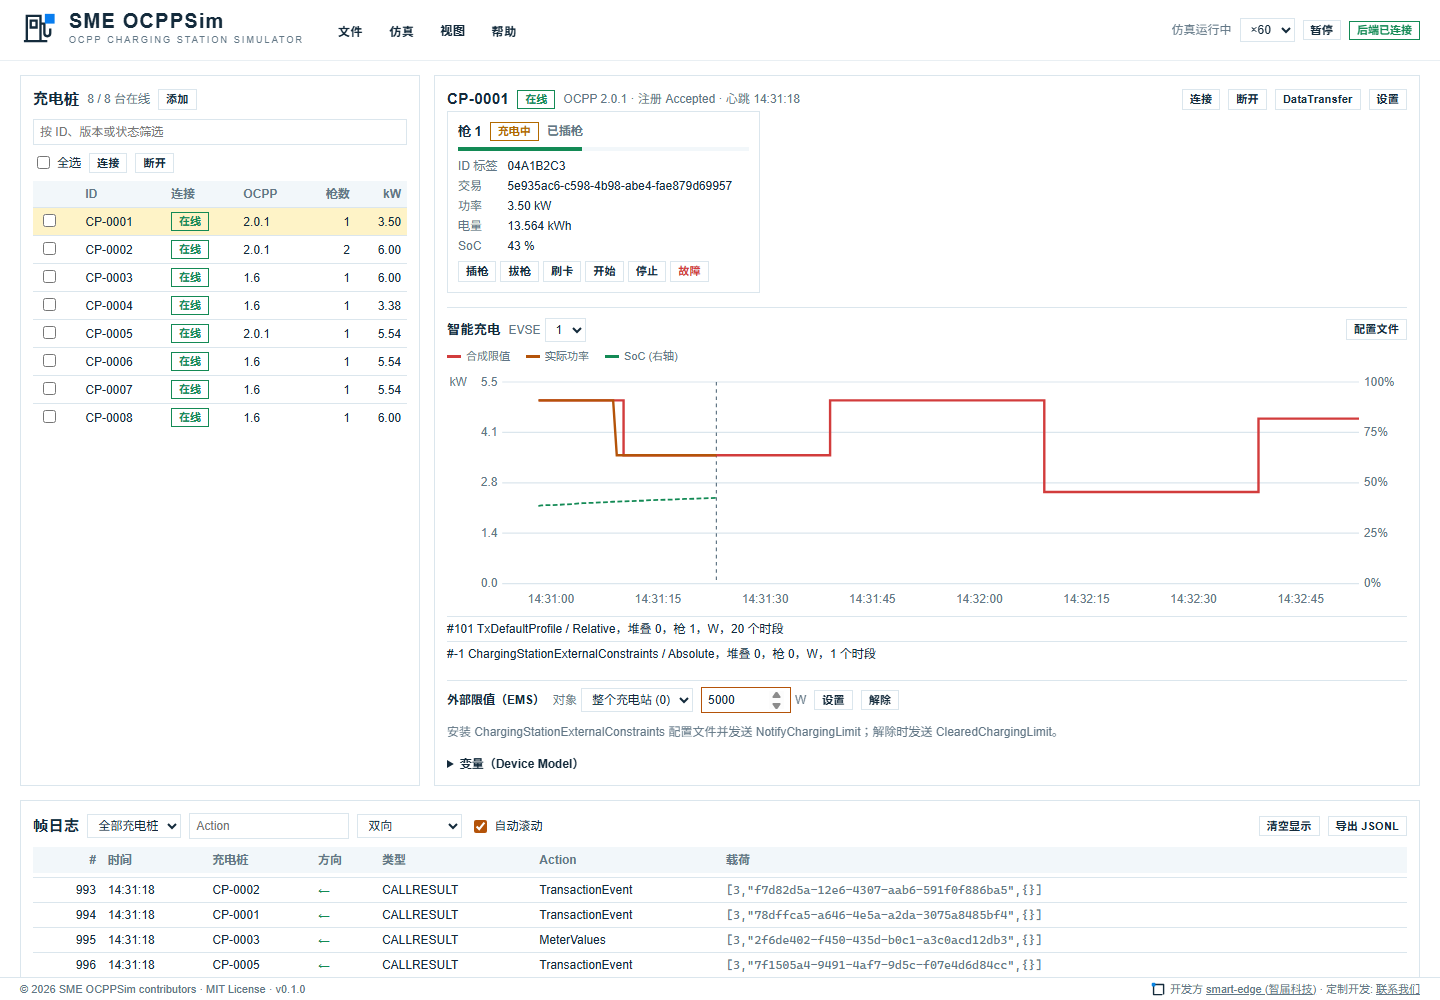 SME OCPPSim
OCPP CHARGING STATION SIMULATOR
文件 仿真 视图 帮助
仿真运行中 ×60 暂停 后端已连接
充电桩 8 / 8 台在线 添加
按 ID、版本或状态筛选
全选 连接 断开
ID 连接 OCPP 枪数 kW
CP-0001 在线 2.0.1 1 3.50
CP-0002 在线 2.0.1 2 6.00
CP-0003 在线 1.6 1 6.00
CP-0004 在线 1.6 1 3.38
CP-0005 在线 2.0.1 1 5.54
CP-0006 在线 1.6 1 5.54
CP-0007 在线 1.6 1 5.54
CP-0008 在线 1.6 1 6.00
CP-0001 在线 OCPP 2.0.1 · 注册 Accepted · 心跳 14:31:18 连接 断开 DataTransfer 设置
枪 1 充电中 已插枪
ID 标签 04A1B2C3
交易 5e935ac6-c598-4b98-abe4-fae879d69957
功率 3.50 kW
电量 13.564 kWh
SoC 43 %
插枪 拔枪 刷卡 开始 停止 故障
智能充电 EVSE 1 配置文件
合成限值 实际功率 SoC (右轴)
kW 5.5 100%
4.1 75%
2.8 50%
1.4 25%
0.0 0%
14:31:00 14:31:15 14:31:30 14:31:45 14:32:00 14:32:15 14:32:30 14:32:45
#101 TxDefaultProfile / Relative，堆叠 0，枪 1，W，20 个时段
#-1 ChargingStationExternalConstraints / Absolute，堆叠 0，枪 0，W，1 个时段
外部限值（EMS） 对象 整个充电站 (0) 5000 W 设置 解除
安装 ChargingStationExternalConstraints 配置文件并发送 NotifyChargingLimit；解除时发送 ClearedChargingLimit。
变量（Device Model）
帧日志 全部充电桩 Action 双向 自动滚动 清空显示 导出 JSONL
# 时间 充电桩 方向 类型 Action 载荷
993 14:31:18 CP-0002 ← CALLRESULT TransactionEvent [3,"f7d82d5a-12e6-4307-aab6-591f0f886ba5",{}]
994 14:31:18 CP-0001 ← CALLRESULT TransactionEvent [3,"78dffca5-a646-4e5a-a2da-3075a8485bf4",{}]
995 14:31:18 CP-0003 ← CALLRESULT MeterValues [3,"2f6de402-f450-435d-b0c1-a3c0acd12db3",{}]
996 14:31:18 CP-0005 ← CALLRESULT TransactionEvent [3,"7f1505a4-9491-4af7-9d5c-f07e4d6d84cc",{}]
© 2026 SME OCPPSim contributors · MIT License · v0.1.0 开发方 smart-edge (智届科技) · 定制开发: 联系我们